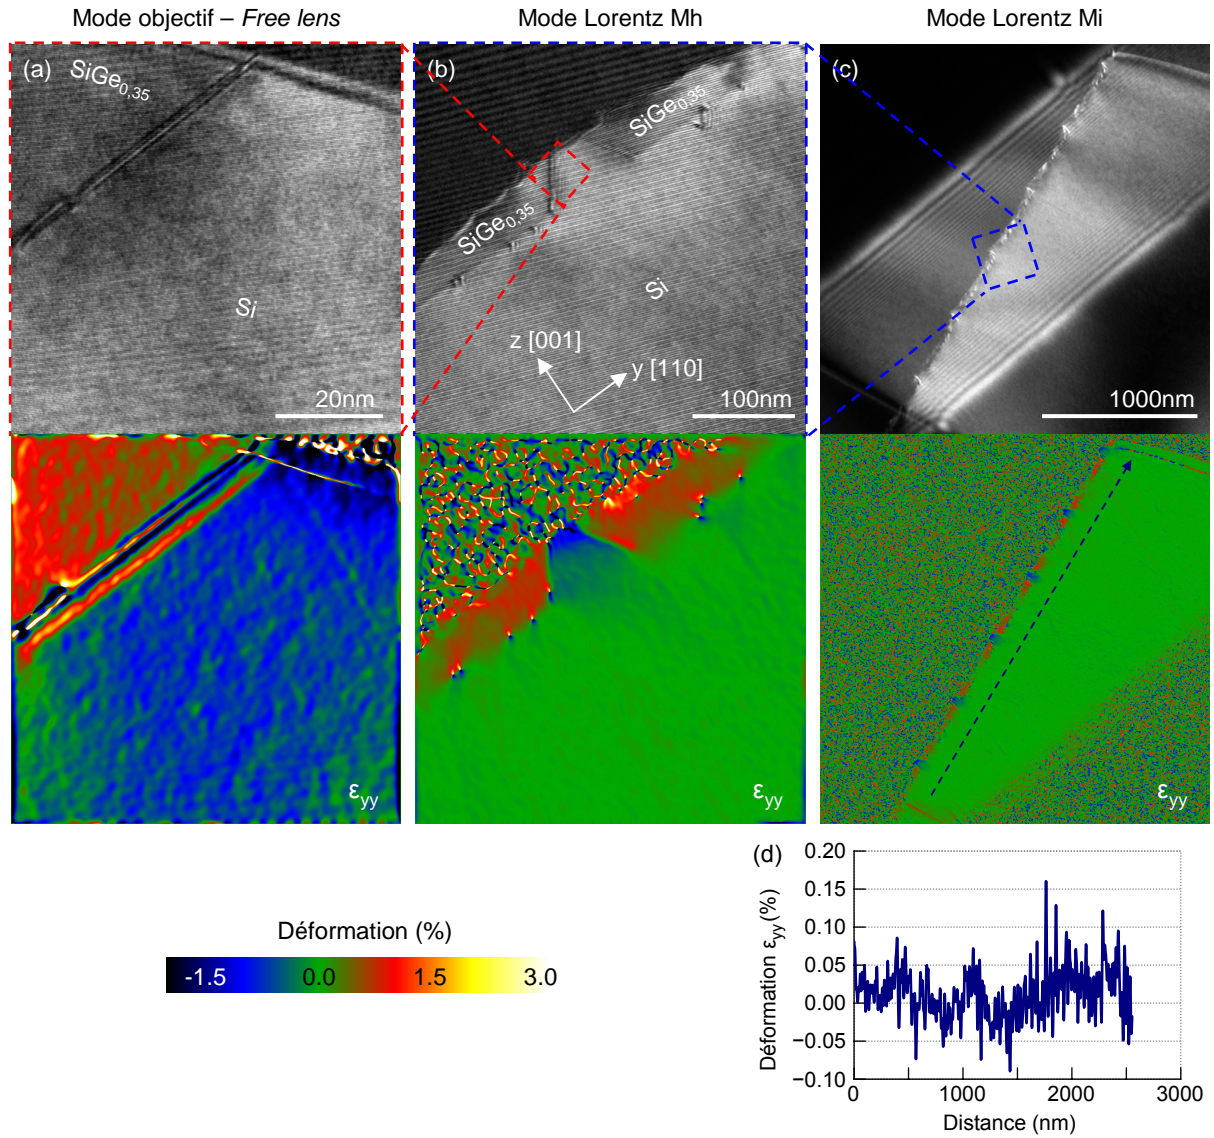 Mode objectif – Free lens
Mode Lorentz Mh
Mode Lorentz Mi
(a)
SiGe0,35
Si
20nm
(b)
SiGe0,35
SiGe0,35
Si
z [001]
y [110]
100nm
(c)
1000nm
εyy
εyy
εyy
Déformation (%)
-1.5 0.0 1.5 3.0
(d)
Déformation εyy (%)
0.20
0.15
0.10
0.05
0.00
−0.05
−0.10
0 1000 2000 3000
Distance (nm)